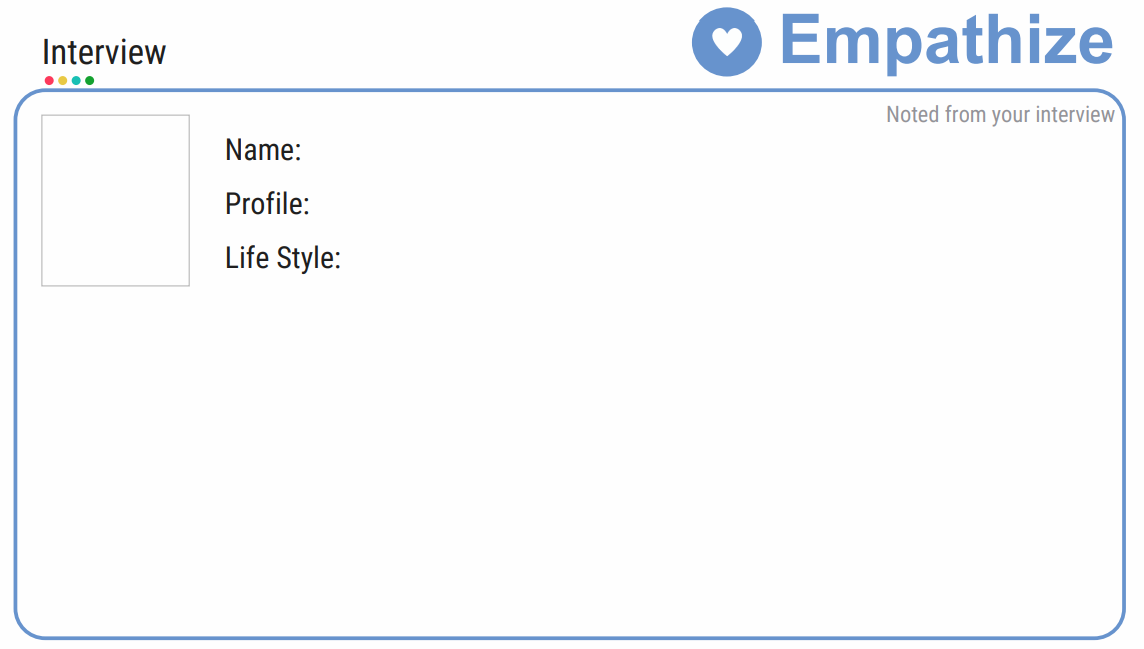 Interview
Empathize
Noted from your interview
Name:
Profile:
Life Style: